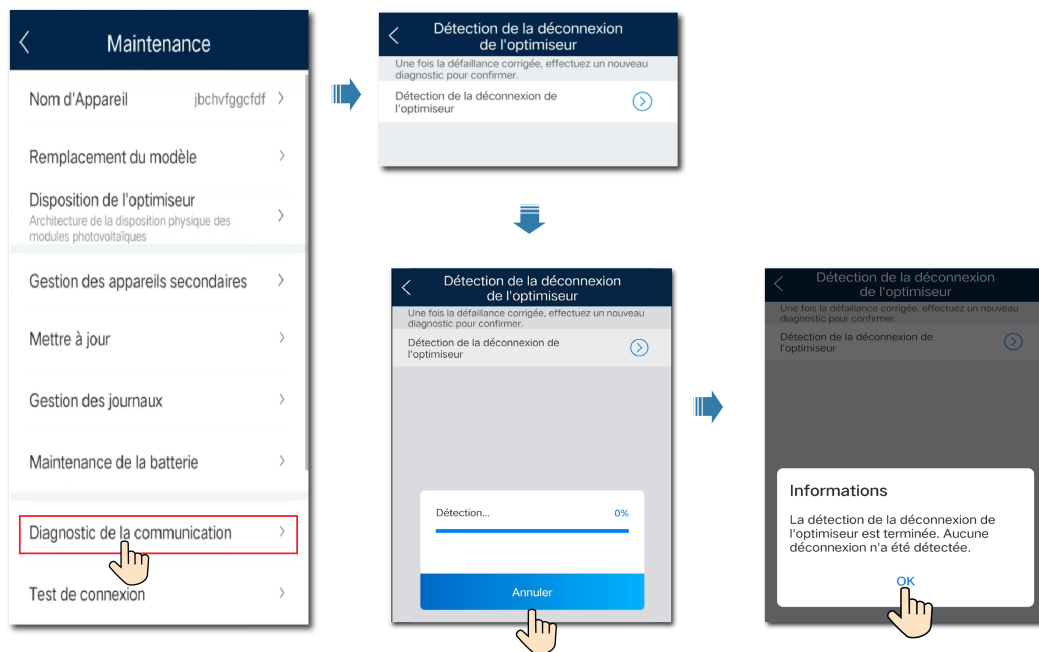 Maintenance
Nom d'Appareil jbchvfggcfdf
Remplacement du modèle
Disposition de l'optimiseur
Architecture de la disposition physique des
modules photovoltaïques
Gestion des appareils secondaires
Mettre à jour
Gestion des journaux
Maintenance de la batterie
Diagnostic de la communication
Test de connexion
Détection de la déconnexion
de l'optimiseur
Une fois la défaillance corrigée, effectuez un nouveau
diagnostic pour confirmer.
Détection de la déconnexion de
l'optimiseur
Détection de la déconnexion
de l'optimiseur
Une fois la défaillance corrigée, effectuez un nouveau
diagnostic pour confirmer.
Détection de la déconnexion de
l'optimiseur
Détection... 0%
Annuler
Détection de la déconnexion
de l'optimiseur
Une fois la défaillance corrigée, effectuez un nouveau
diagnostic pour confirmer.
Détection de la déconnexion de
l'optimiseur
Informations
La détection de la déconnexion de
l'optimiseur est terminée. Aucune
déconnexion n'a été détectée.
OK